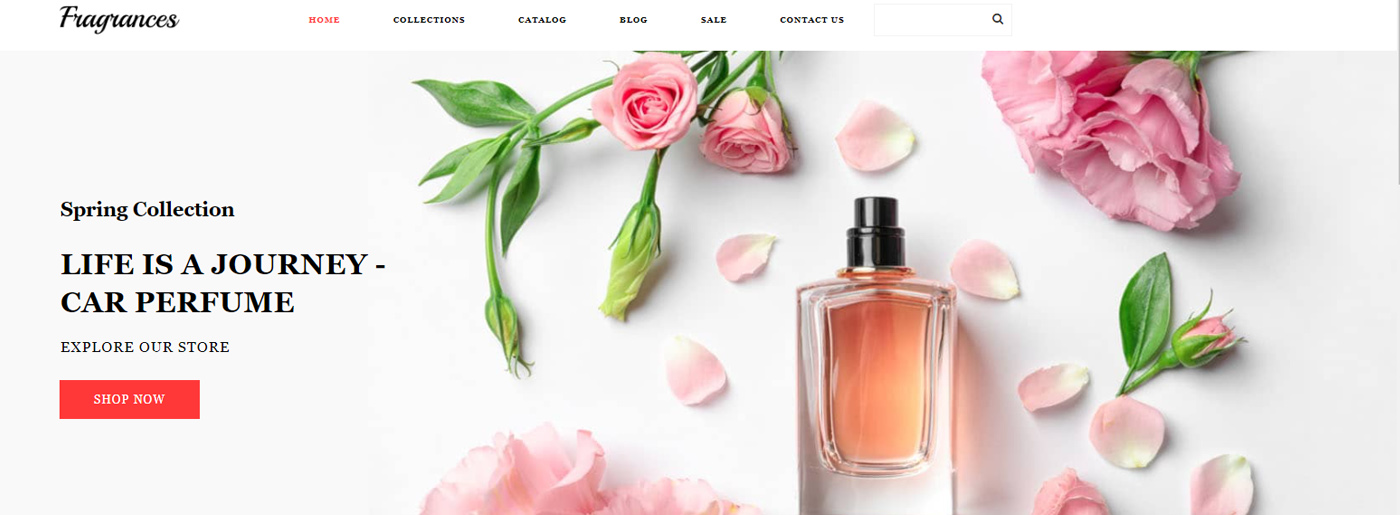 Fragrances
HOME COLLECTIONS CATALOG BLOG SALE CONTACT US
Spring Collection
LIFE IS A JOURNEY -
CAR PERFUME
EXPLORE OUR STORE
SHOP NOW